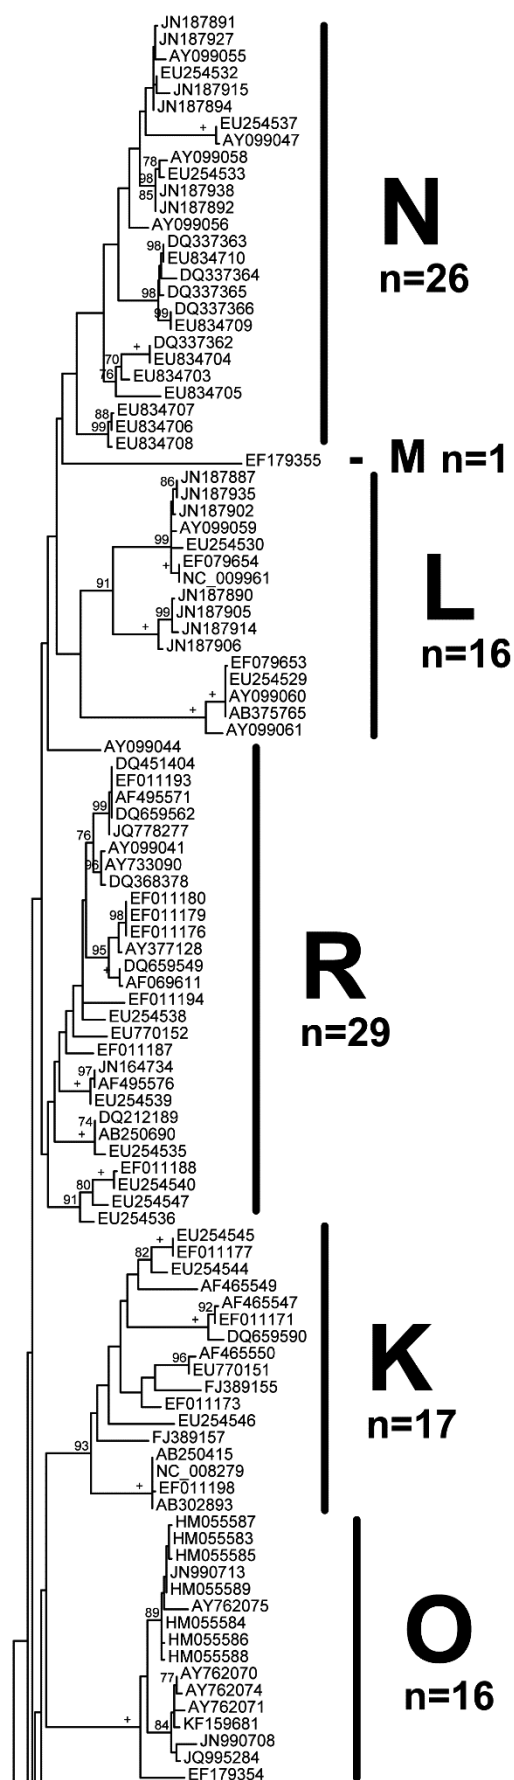 JN187891
JN187927
AY099055
EU254532
JN187915
JN187894
+ EU254537
AY099047
78 AY099058
98 EU254533
85 JN187938
JN187892
AY099056
98 DQ337363
EU834710
DQ337364
98 DQ337365
DQ337366
99 EU834709
+ DQ337362
70 EU834704
76 EU834703
EU834705
88 EU834707
99 EU834706
EU834708
N
n=26
EF179355 - M n=1
86 JN187887
JN187935
JN187902
AY099059
99 EU254530
+ EF079654
NC_009961
91
JN187890
99 JN187905
+ JN187914
JN187906
EF079653
EU254529
+ AY099060
+ AB375765
AY099061
L
n=16
AY099044
DQ451404
EF011193
AF495571
99 DQ659562
JQ778277
76
AY099041
96 AY733090
DQ368378
EF011180
98 EF011179
EF011176
95 AY377128
+ DQ659549
AF069611
EF011194
EU254538
EU770152
EF011187
97 JN164734
+ AF495576
EU254539
74 DQ212189
+ AB250690
EU254535
+ EF011188
80 EU254540
91 EU254547
EU254536
R
n=29
+ EU254545
82 EF011177
EU254544
AF465549
92 AF465547
+ EF011171
DQ659590
96 AF465550
EU770151
FJ389155
EF011173
EU254546
93 FJ389157
AB250415
NC_008279
+ EF011198
AB302893
K
n=17
HM055587
HM055583
HM055585
JN990713
HM055589
89 AY762075
HM055584
HM055586
HM055588
77 AY762070
AY762074
AY762071
+ 84 KF159681
JN990708
JQ995284
EF179354
O
n=16